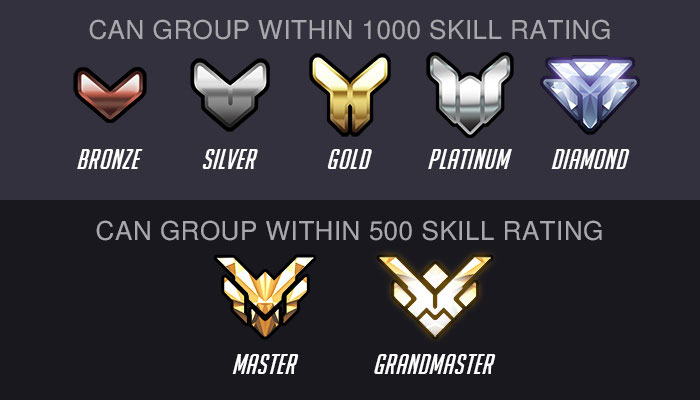 CAN GROUP WITHIN 1000 SKILL RATING
BRONZE SILVER GOLD PLATINUM DIAMOND
CAN GROUP WITHIN 500 SKILL RATING
MASTER GRANDMASTER